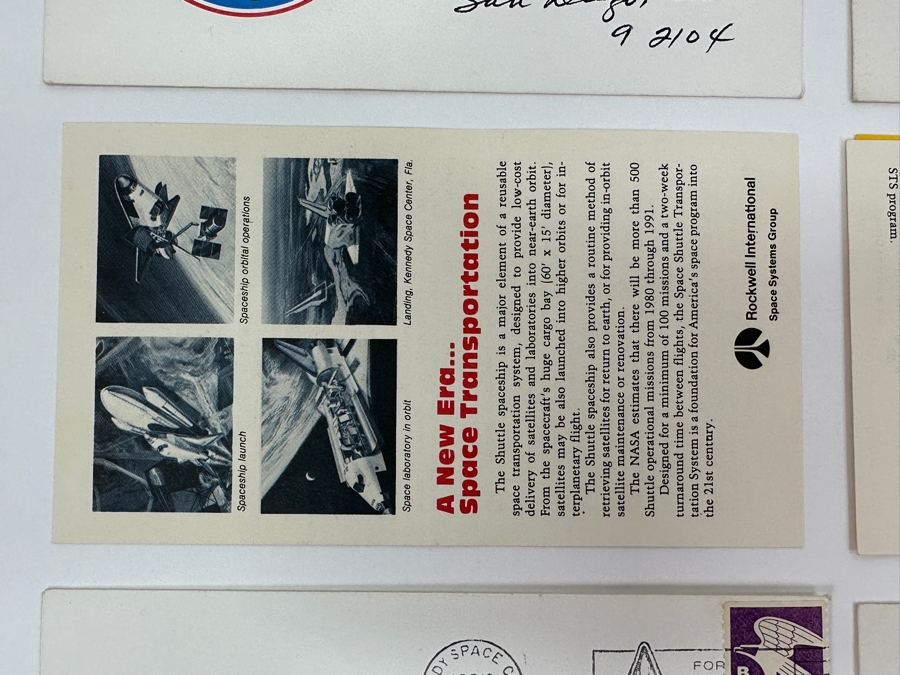 San Diego,
92104
Spaceship launch
Spaceship orbital operations
Space laboratory in orbit
Landing, Kennedy Space Center, Fla.
A New Era...
Space Transportation
The Shuttle spaceship is a major element of a reusable
space transportation system, designed to provide low-cost
delivery of satellites and laboratories into near-earth orbit.
From the spacecraft's huge cargo bay (60' x 15' diameter),
satellites may be also launched into higher orbits or for in-
terplanetary flight.
The Shuttle spaceship also provides a routine method of
retrieving satellites for return to earth, or for providing in-orbit
satellite maintenance or renovation.
The NASA estimates that there will be more than 500
Shuttle operational missions from 1980 through 1991.
Designed for a minimum of 100 missions and a two-week
turnaround time between flights, the Space Shuttle Transpor-
tation System is a foundation for America's space program into
the 21st century.
Rockwell International
Space Systems Group
STS program.
DY SPACE C
FOR